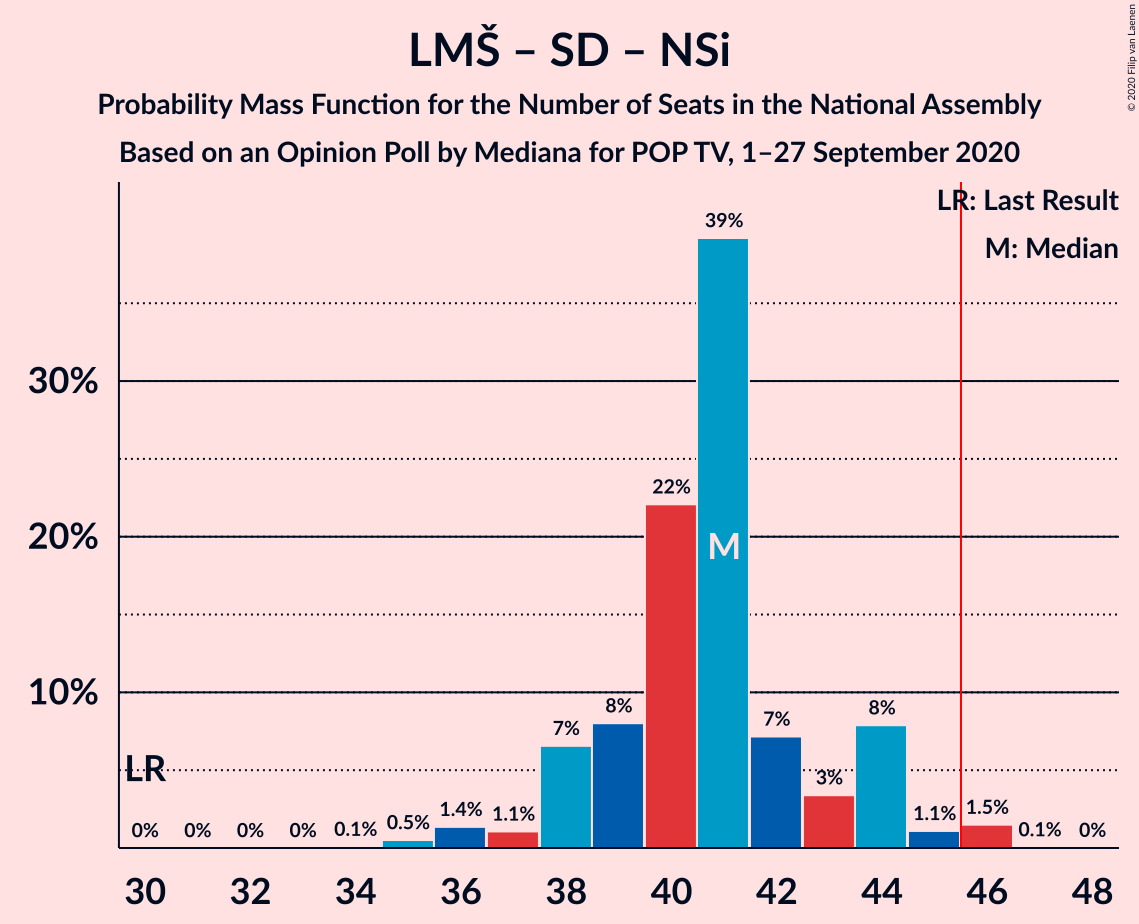 LMŠ – SD – NSi
Probability Mass Function for the Number of Seats in the National Assembly
Based on an Opinion Poll by Mediana for POP TV, 1–27 September 2020
© 2020 Filip van Laenen
LR: Last Result
M: Median
30%
20%
10%
LR
M
0%
0%
0%
0%
0.1%
0.5%
1.4%
1.1%
7%
8%
22%
39%
7%
3%
8%
1.1%
1.5%
0.1%
0%
30 32 34 36 38 40 42 44 46 48